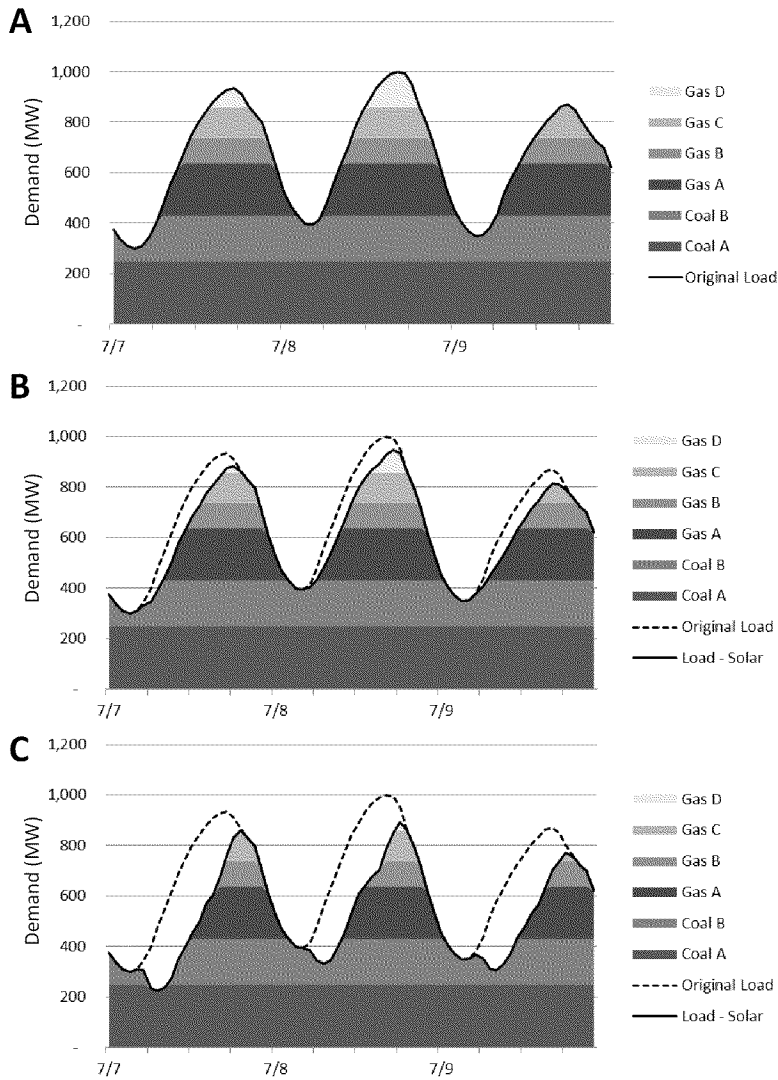 A
1,200
1,000
800
600
400
200
-
Demand (MW)
7/7
7/8
7/9
Gas D
Gas C
Gas B
Gas A
Coal B
Coal A
Original Load
B
1,200
1,000
800
600
400
200
-
Demand (MW)
7/7
7/8
7/9
Gas D
Gas C
Gas B
Gas A
Coal B
Coal A
Original Load
Load - Solar
C
1,200
1,000
800
600
400
200
-
Demand (MW)
7/7
7/8
7/9
Gas D
Gas C
Gas B
Gas A
Coal B
Coal A
Original Load
Load - Solar